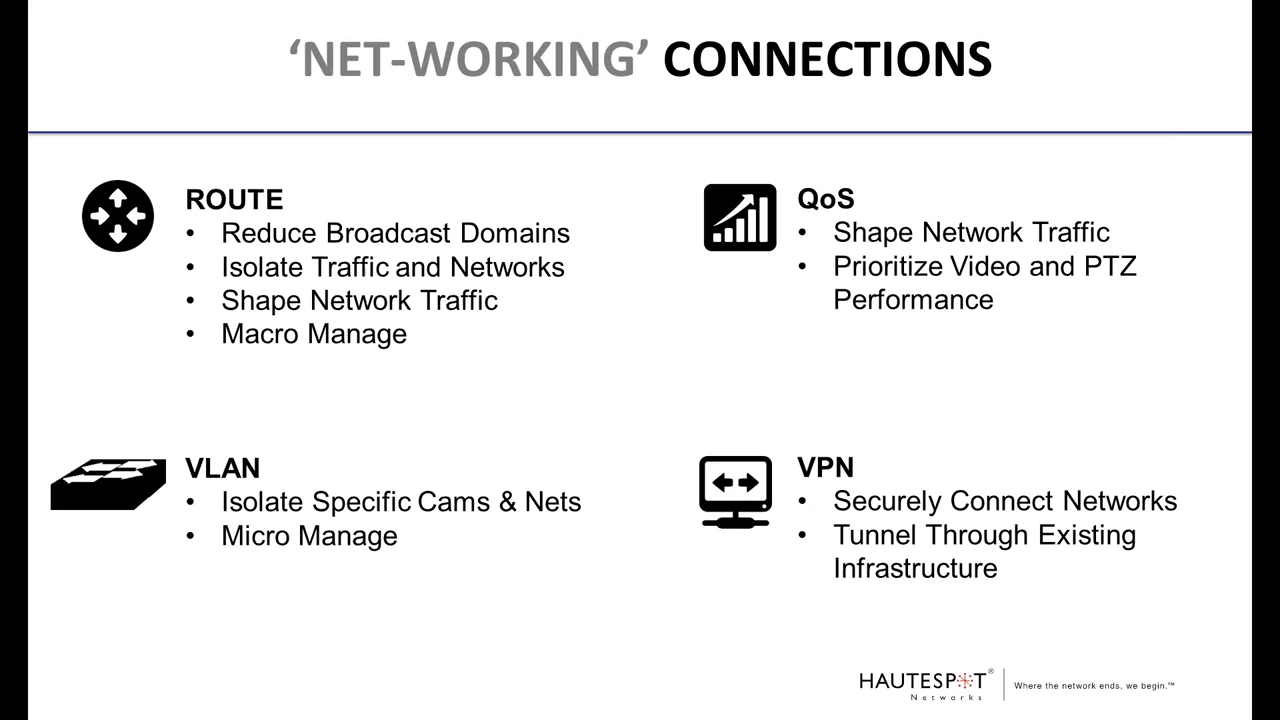 ‘NET-WORKING’ CONNECTIONS
ROUTE
• Reduce Broadcast Domains
• Isolate Traffic and Networks
• Shape Network Traffic
• Macro Manage
QoS
• Shape Network Traffic
• Prioritize Video and PTZ
Performance
VLAN
• Isolate Specific Cams & Nets
• Micro Manage
VPN
• Securely Connect Networks
• Tunnel Through Existing
Infrastructure
HAUTESPOT®
Networks
Where the network ends, we begin.™